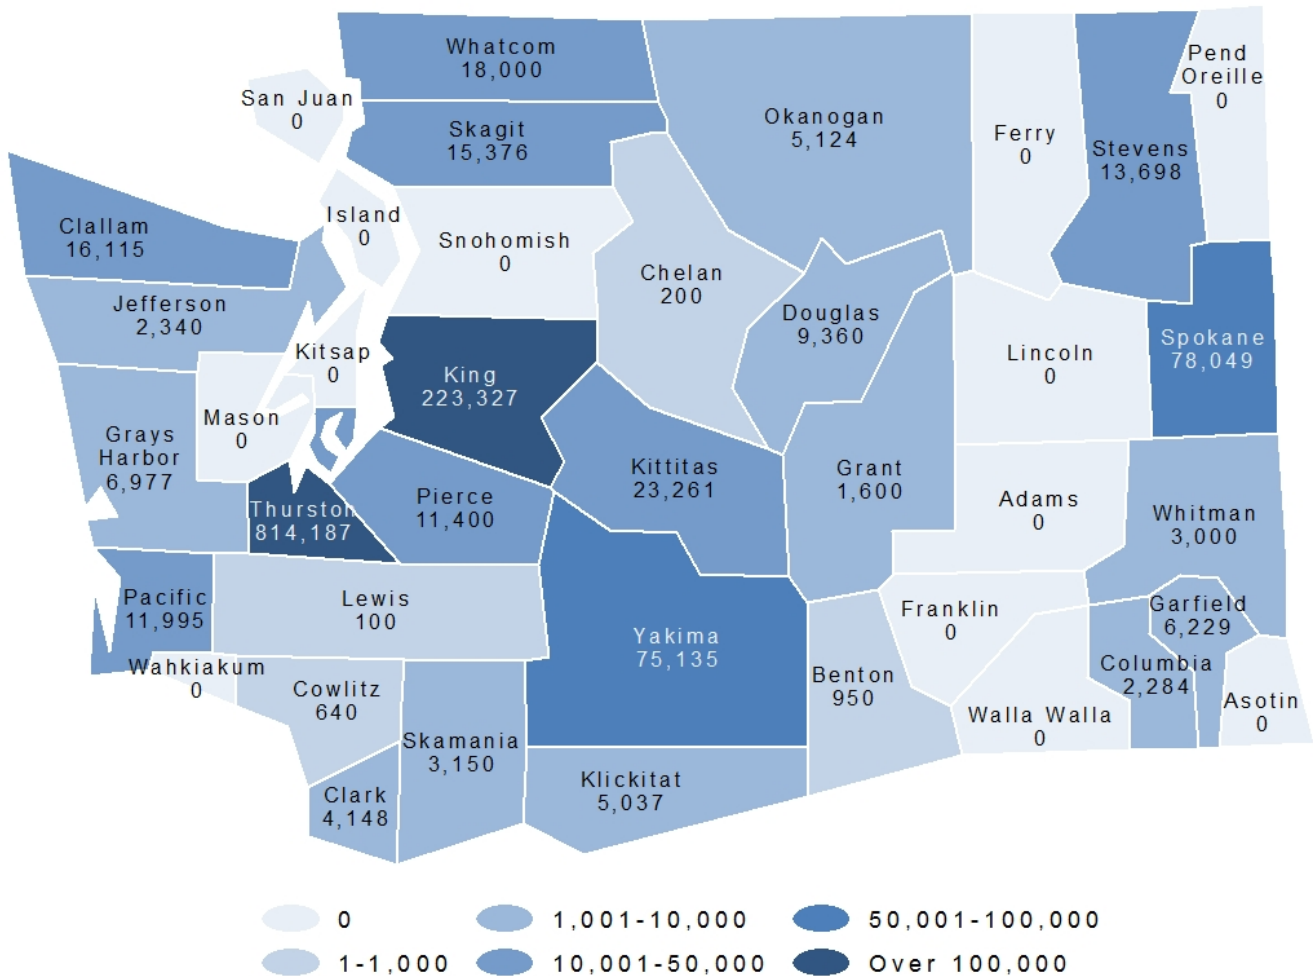 Whatcom
18,000
San Juan
0
Skagit
15,376
Okanogan
5,124
Ferry
0
Stevens
13,698
Pend
Oreille
0
Clallam
16,115
Island
0
Snohomish
0
Chelan
200
Jefferson
2,340
Douglas
9,360
Kitsap
0
King
223,327
Lincoln
0
Spokane
78,049
Mason
0
Grays
Harbor
6,977
Thurston
814,187
Pierce
11,400
Kittitas
23,261
Grant
1,600
Adams
0
Whitman
3,000
Pacific
11,995
Lewis
100
Yakima
75,135
Franklin
0
Garfield
6,229
Wahkiakum
0
Cowlitz
640
Benton
950
Columbia
2,284
Walla Walla
0
Asotin
0
Skamania
3,150
Clark
4,148
Klickitat
5,037
0
1,001-10,000
50,001-100,000
1-1,000
10,001-50,000
Over 100,000